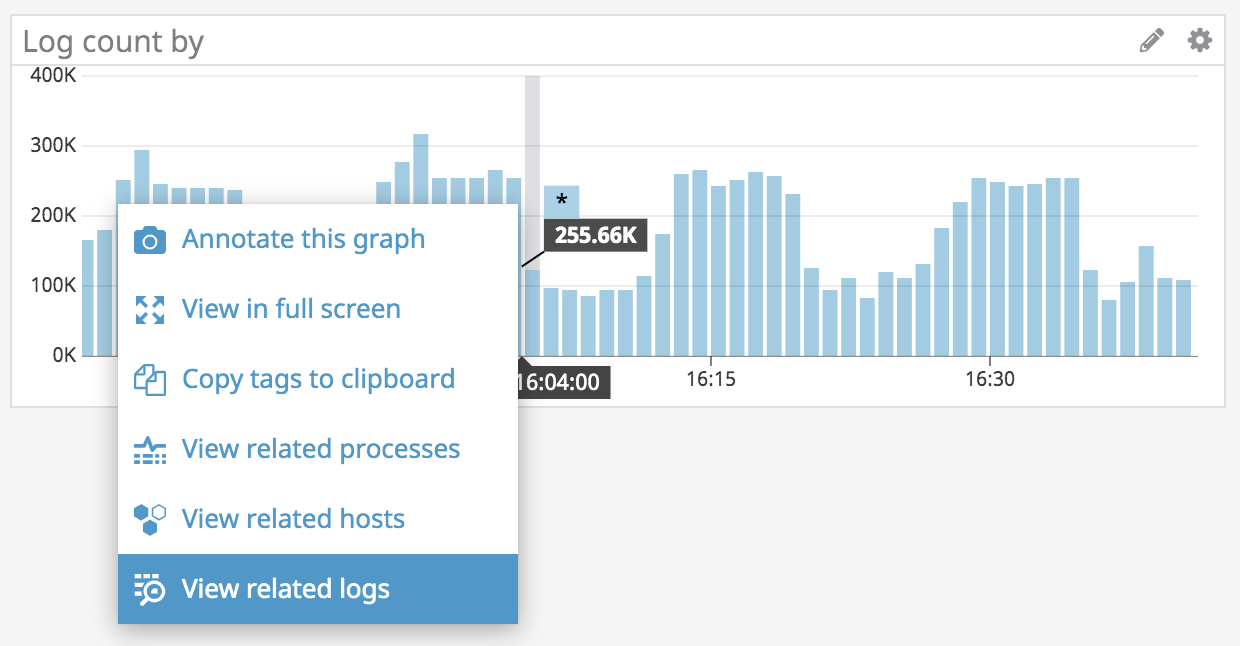 Log count by
400K
300K
200K
100K
0K
*
255.66K
16:04:00
16:15
16:30
Annotate this graph
View in full screen
Copy tags to clipboard
View related processes
View related hosts
View related logs